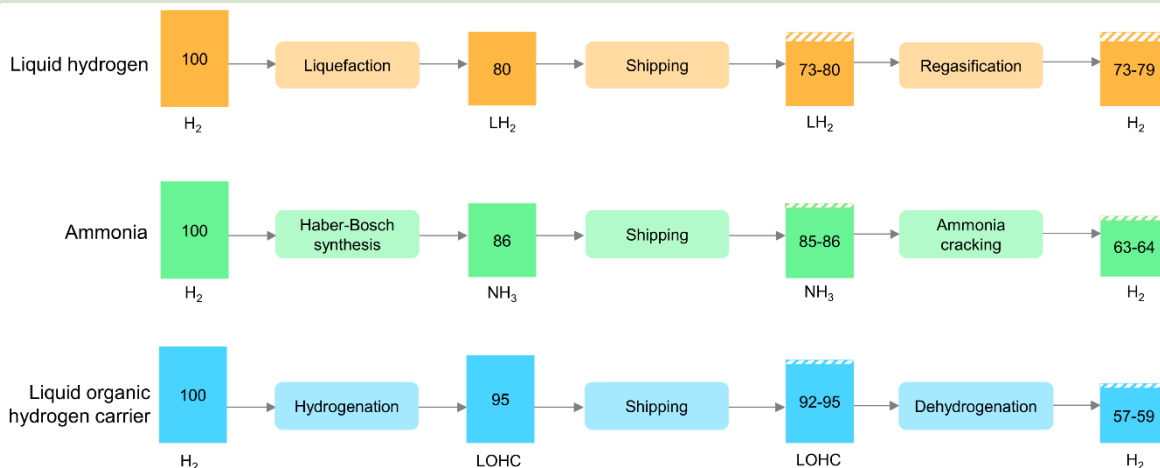 Liquid hydrogen
100
H₂
Liquefaction
80
LH₂
Shipping
73-80
LH₂
Regasification
73-79
H₂
Ammonia
100
H₂
Haber-Bosch
synthesis
86
NH₃
Shipping
85-86
NH₃
Ammonia
cracking
63-64
H₂
Liquid organic
hydrogen carrier
100
H₂
Hydrogenation
95
LOHC
Shipping
92-95
LOHC
Dehydrogenation
57-59
H₂